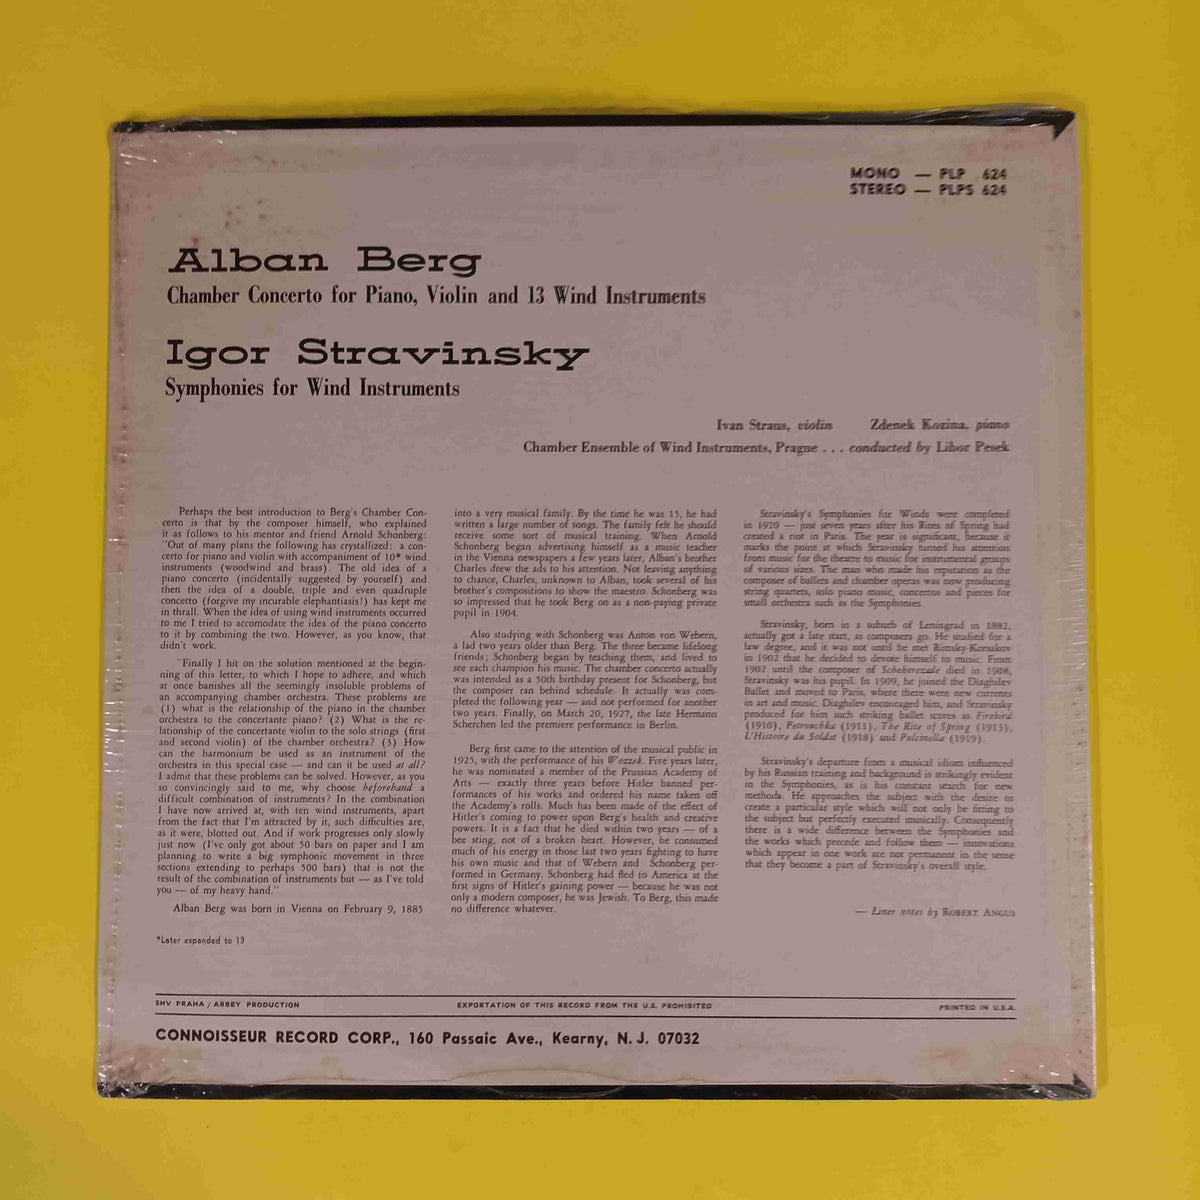 MONO — PLP 624
STEREO — PLPS 624
Alban Berg
Chamber Concerto for Piano, Violin and 13 Wind Instruments
Igor Stravinsky
Symphonies for Wind Instruments
Ivan Straus, violin Zdenek Kozina, piano
Chamber Ensemble of Wind Instruments, Prague . . . conducted by Libor Pesek
Perhaps the best introduction to Berg's Chamber Con-
certo is that by the composer himself, who explained
it as follows to his mentor and friend Arnold Schönberg:
"Out of many plans the following has crystallized: a con-
certo for piano and violin with accompaniment of 10* wind
instruments (woodwind and brass). The old idea of a
piano concerto (incidentally suggested by yourself) and
then the idea of a double, triple and even quadruple
concerto (forgive my incurable elephantiasis!) has kept me
in thrall. When the idea of using wind instruments occurred
to me I tried to accomodate the idea of the piano concerto
to it by combining the two. However, as you know, that
didn't work.
"Finally I hit on the solution mentioned at the begin-
ning of this letter, to which I hope to adhere, and which
at once banishes all the seemingly insoluble problems of
an accompanying chamber orchestra. These problems are
(1) what is the relationship of the piano in the chamber
orchestra to the concertante piano? (2) What is the re-
lationship of the concertante violin to the solo strings (first
and second violin) of the chamber orchestra? (3) How
can the harmonium be used as an instrument of the
orchestra in this special case — and can it be used at all?
I admit that these problems can be solved. However, as you
so convincingly said to me, why choose beforehand a
difficult combination of instruments? In the combination
I have now arrived at, with ten wind instruments, apart
from the fact that I'm attracted by it, such difficulties are,
as it were, blotted out. And if work progresses only slowly
just now (I've only got about 50 bars on paper and I am
planning to write a big symphonic movement in three
sections extending to perhaps 500 bars) that is not the
result of the combination of instruments but — as I've told
you — of my heavy hand."
Alban Berg was born in Vienna on February 9, 1885
*Later expanded to 13
into a very musical family. By the time he was 15, he had
written a large number of songs. The family felt he should
receive some sort of musical training. When Arnold
Schonberg began advertising himself as a music teacher
in the Vienna newspapers a few years later, Alban's brother
Charles drew the ads to his attention. Not leaving anything
to chance, Charles, unknown to Alban, took several of his
brother's compositions to show the maestro. Schonberg was
so impressed that he took Berg on as a non-paying private
pupil in 1904.
Also studying with Schonberg was Anton von Webern,
a lad two years older than Berg. The three became lifelong
friends; Schonberg began by teaching them, and lived to
see each champion his music. The chamber concerto actually
was intended as a 50th birthday present for Schonberg, but
the composer ran behind schedule. It actually was com-
pleted the following year — and not performed for another
two years. Finally, on March 20, 1927, the late Hermann
Scherchen led the premiere performance in Berlin.
Berg first came to the attention of the musical public in
1925, with the performance of his Wozzek. Five years later,
he was nominated a member of the Prussian Academy of
Arts — exactly three years before Hitler banned per-
formances of his works and ordered his name taken off
the Academy's rolls. Much has been made of the effect of
Hitler's coming to power upon Berg's health and creative
powers. It is a fact that he died within two years — of a
bee sting, not of a broken heart. However, he consumed
much of his energy in those last two years fighting to have
his own music and that of Webern and Schonberg per-
formed in Germany. Schonberg had fled to America at the
first signs of Hitler's gaining power — because he was not
only a modern composer, he was Jewish. To Berg, this made
no difference whatever.
Stravinsky's Symphonies for Winds were completed
in 1920 — just seven years after his Rites of Spring had
created a riot in Paris. The year is significant, because it
marks the point at which Stravinsky turned his attention
from music for the theatre to music for instrumental groups
of various sizes. The man who made his reputation as the
composer of ballets and chamber operas was now producing
string quartets, solo piano music, concertos and pieces for
small orchestra such as the Symphonies.
Stravinsky, born in a suburb of Leningrad in 1882,
actually got a late start, as composers go. He studied for a
law degree, and it was not until he met Rimsky-Korsakov
in 1902 that he decided to devote himself to music. From
1902 until the composer of Scheherezade died in 1908,
Stravinsky was his pupil. In 1909, he joined the Diaghilev
Ballet and moved to Paris, where there were new currents
in art and music. Diaghilev encouraged him, and Stravinsky
produced for him such striking ballet scores as Firebird
(1910), Petrouchka (1911), The Rite of Spring (1913),
L'Histoire du Soldat (1918) and Pulcinella (1919).
Stravinsky's departure from a musical idiom influenced
by his Russian training and background is strikingly evident
in the Symphonies, as is his constant search for new
methods. He approaches the subject with the desire to
create a particular style which will not only be fitting to
the subject but perfectly executed musically. Consequently
there is a wide difference between the Symphonies and
the works which precede and follow them — innovations
which appear in one work are not permanent in the sense
that they become a part of Stravinsky's overall style.
— Liner notes by ROBERT ANGUS
SHV PRAHA / ABBEY PRODUCTION
EXPORTATION OF THIS RECORD FROM THE U.S. PROHIBITED
PRINTED IN U.S.A.
CONNOISSEUR RECORD CORP., 160 Passaic Ave., Kearny, N. J. 07032